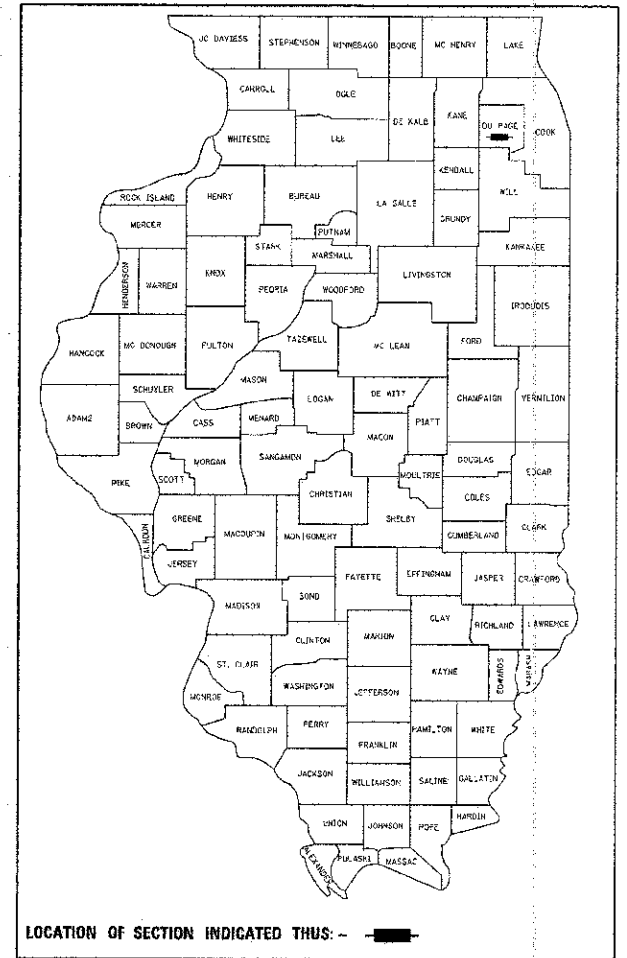 JO DAVIESS STEPHENSON WINNEBAGO BOONE MC HENRY LAKE
CARROLL OGLE
DE KALB KANE DU PAGE COOK
WHITESIDE LEE
KENDALL
ROCK ISLAND HENRY BUREAU LA SALLE WILL
MERCER GRUNDY
PUTNAM
STARK KANKAKEE
MARSHALL
HENDERSON WARREN KNOX PEORIA WOODFORD LIVINGSTON IROQUOIS
HANCOCK MC DONOUGH FULTON TAZEWELL MC LEAN FORD
MASON
SCHUYLER LOGAN DE WITT CHAMPAIGN VERMILION
ADAMS BROWN CASS MENARD PIATT
MACON
MORGAN SANGAMON DOUGLAS
PIKE SCOTT MOULTRIE EDGAR
CHRISTIAN COLES
GREENE SHELBY
CALHOUN MACOUPIN MONTGOMERY CUMBERLAND CLARK
JERSEY FAYETTE EFFINGHAM JASPER CRAWFORD
MADISON BOND
CLAY RICHLAND LAWRENCE
CLINTON MARION
ST. CLAIR WAYNE EDWARDS WABASH
WASHINGTON JEFFERSON
MONROE
RANDOLPH PERRY HAMILTON WHITE
FRANKLIN
JACKSON WILLIAMSON SALINE GALLATIN
UNION JOHNSON POPE HARDIN
ALEXANDER PULASKI MASSAC
LOCATION OF SECTION INDICATED THUS: -